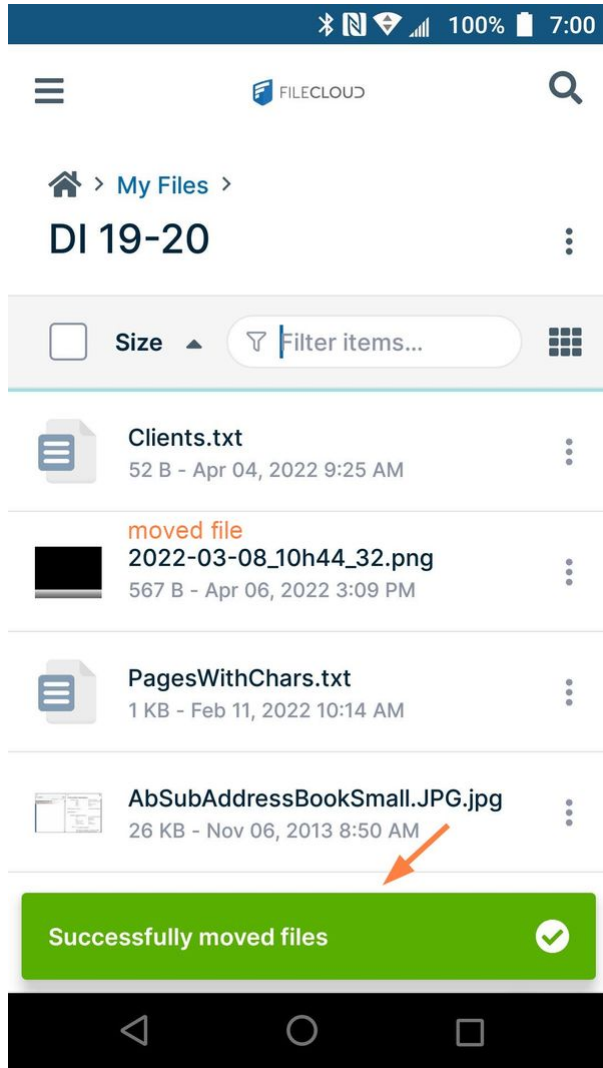 100% 7:00
FILECLOUD
> My Files >
DI 19-20
Size Filter items...
Clients.txt
52 B - Apr 04, 2022 9:25 AM
moved file
2022-03-08_10h44_32.png
567 B - Apr 06, 2022 3:09 PM
PagesWithChars.txt
1 KB - Feb 11, 2022 10:14 AM
AbSubAddressBookSmall.JPG.jpg
26 KB - Nov 06, 2013 8:50 AM
Successfully moved files